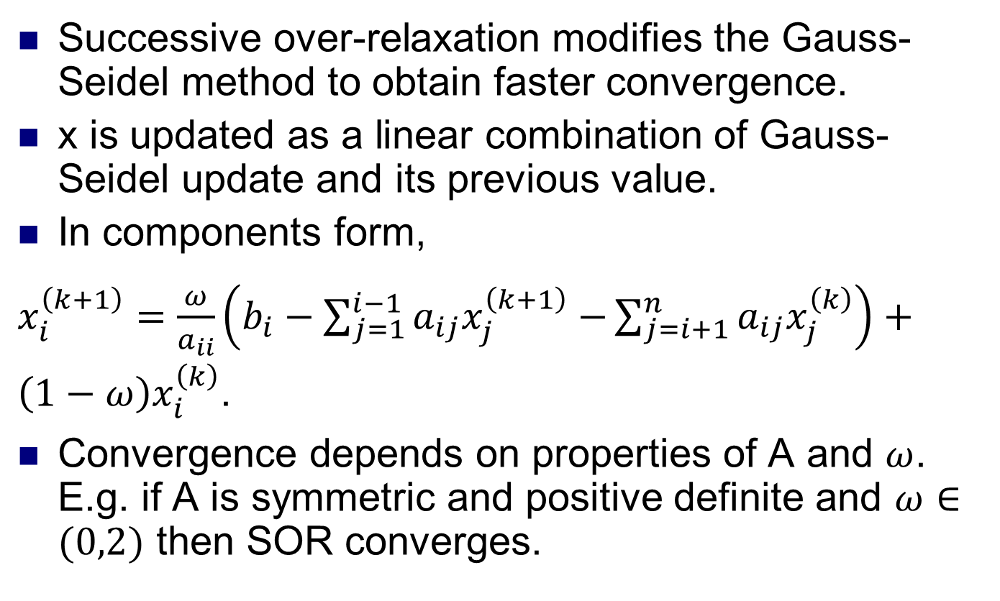 ■ Successive over-relaxation modifies the Gauss-
Seidel method to obtain faster convergence.
■ x is updated as a linear combination of Gauss-
Seidel update and its previous value.
■ In components form,
$x_i^{(k+1)} = \frac{\omega}{a_{ii}} \left( b_i - \sum_{j=1}^{i-1} a_{ij} x_j^{(k+1)} - \sum_{j=i+1}^{n} a_{ij} x_j^{(k)} \right) +$
$(1 - \omega) x_i^{(k)}.$
■ Convergence depends on properties of A and ω.
E.g. if A is symmetric and positive definite and ω ∈
(0,2) then SOR converges.